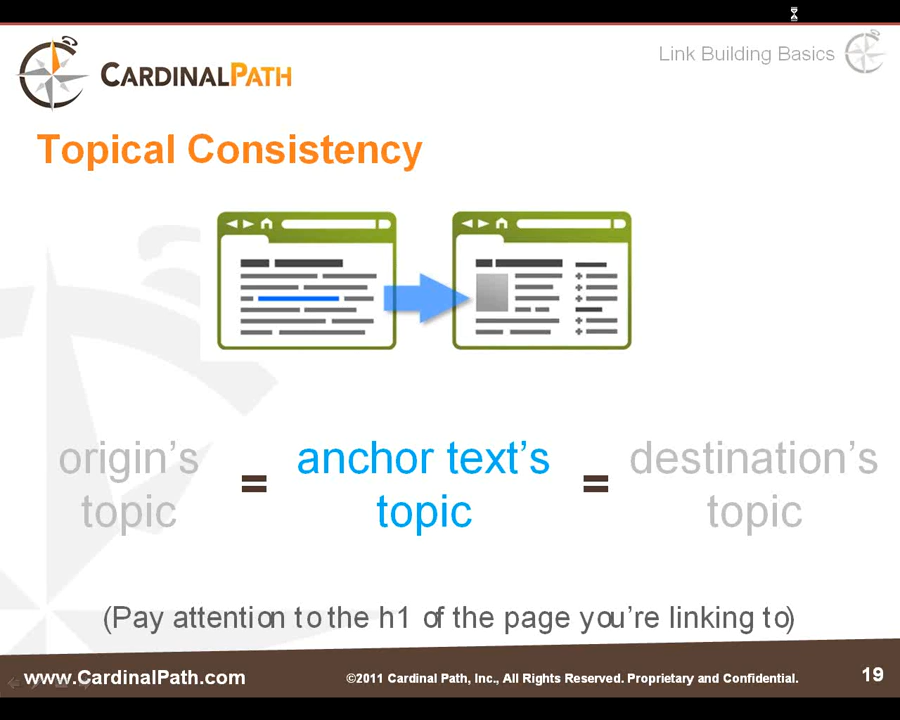 Link Building Basics
CARDINALPATH
Topical Consistency
origin's
topic
=
anchor text's
topic
=
destination's
topic
(Pay attention to the h1 of the page you're linking to)
www.CardinalPath.com
©2011 Cardinal Path, Inc., All Rights Reserved. Proprietary and Confidential.
19